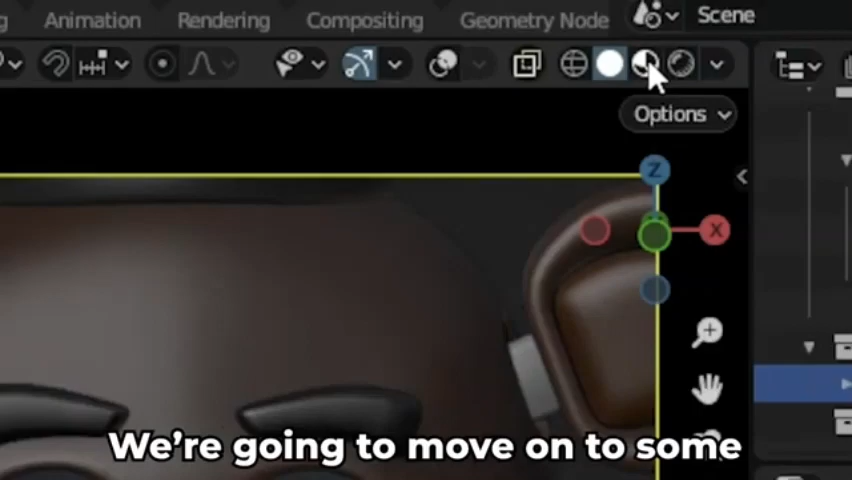 g Animation Rendering Compositing Geometry Node Scene
Options
Z
X
We're going to move on to some